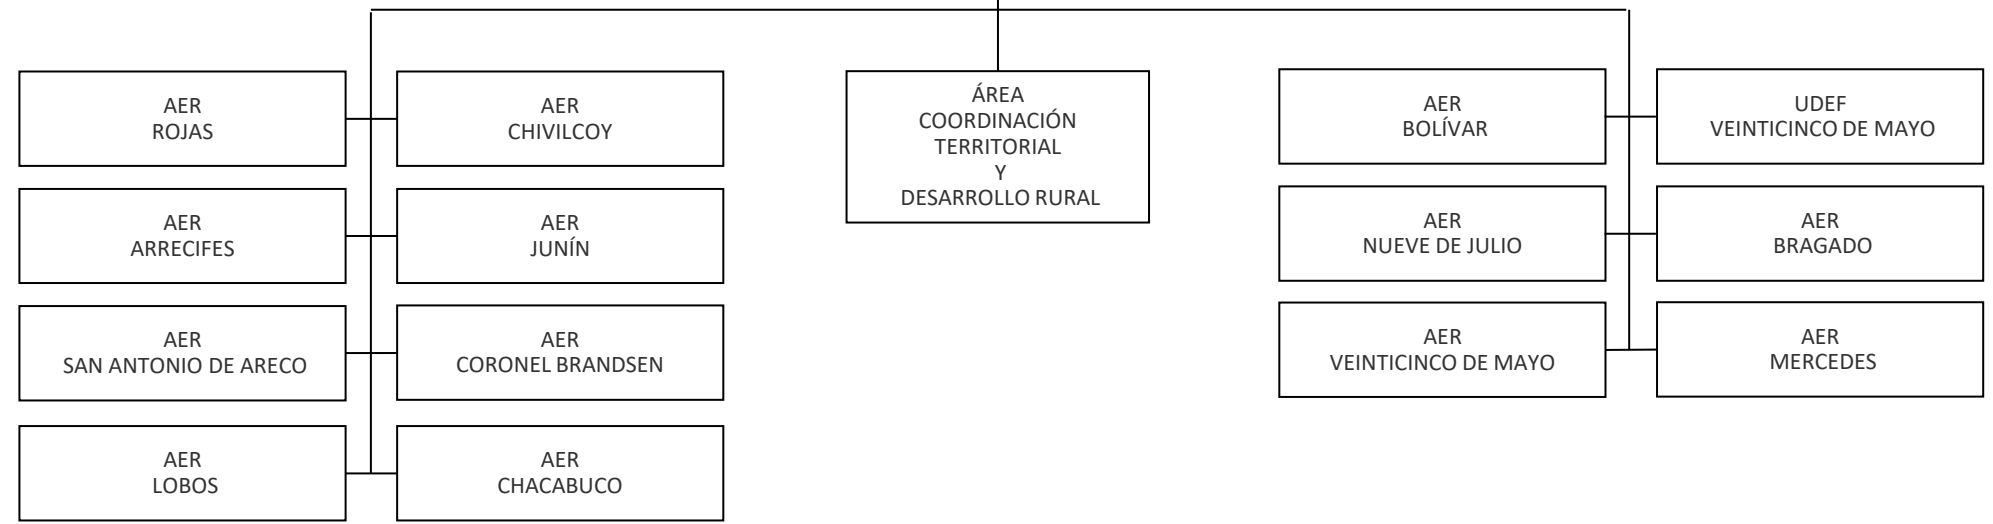 AER
ROJAS
AER
CHIVILCOY
ÁREA
COORDINACIÓN
TERRITORIAL
Y
DESARROLLO RURAL
AER
BOLÍVAR
UDEF
VEINTICINCO DE MAYO
AER
ARRECIFES
AER
JUNÍN
AER
NUEVE DE JULIO
AER
BRAGADO
AER
SAN ANTONIO DE ARECO
AER
CORONEL BRANDSEN
AER
VEINTICINCO DE MAYO
AER
MERCEDES
AER
LOBOS
AER
CHACABUCO